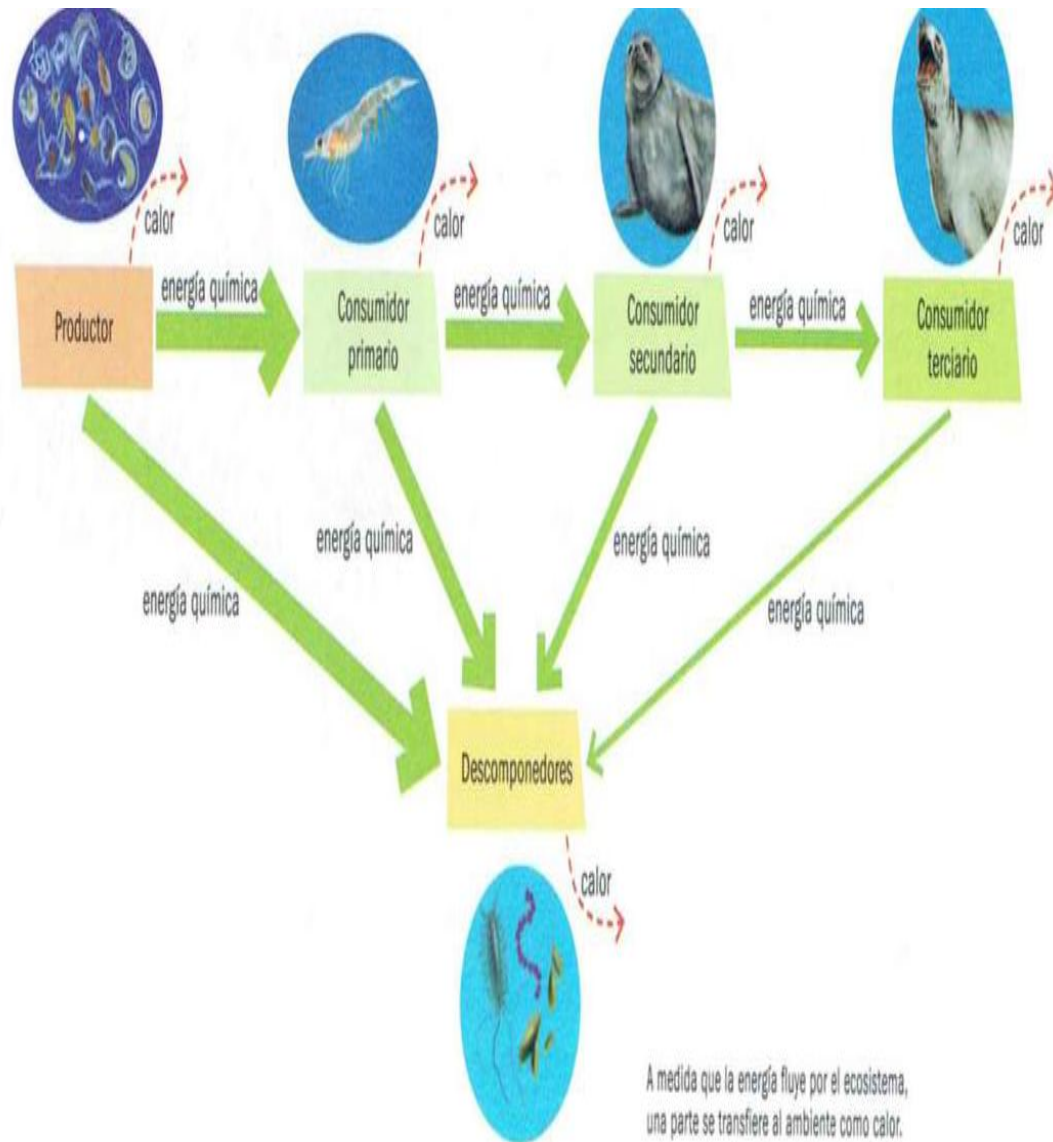 calor
calor
calor
calor
energía química
energía química
energía química
Productor
Consumidor
primario
Consumidor
secundario
Consumidor
terciario
energía química
energía química
energía química
energía química
Descomponedores
calor
A medida que la energía fluye por el ecosistema,
una parte se transfiere al ambiente como calor.